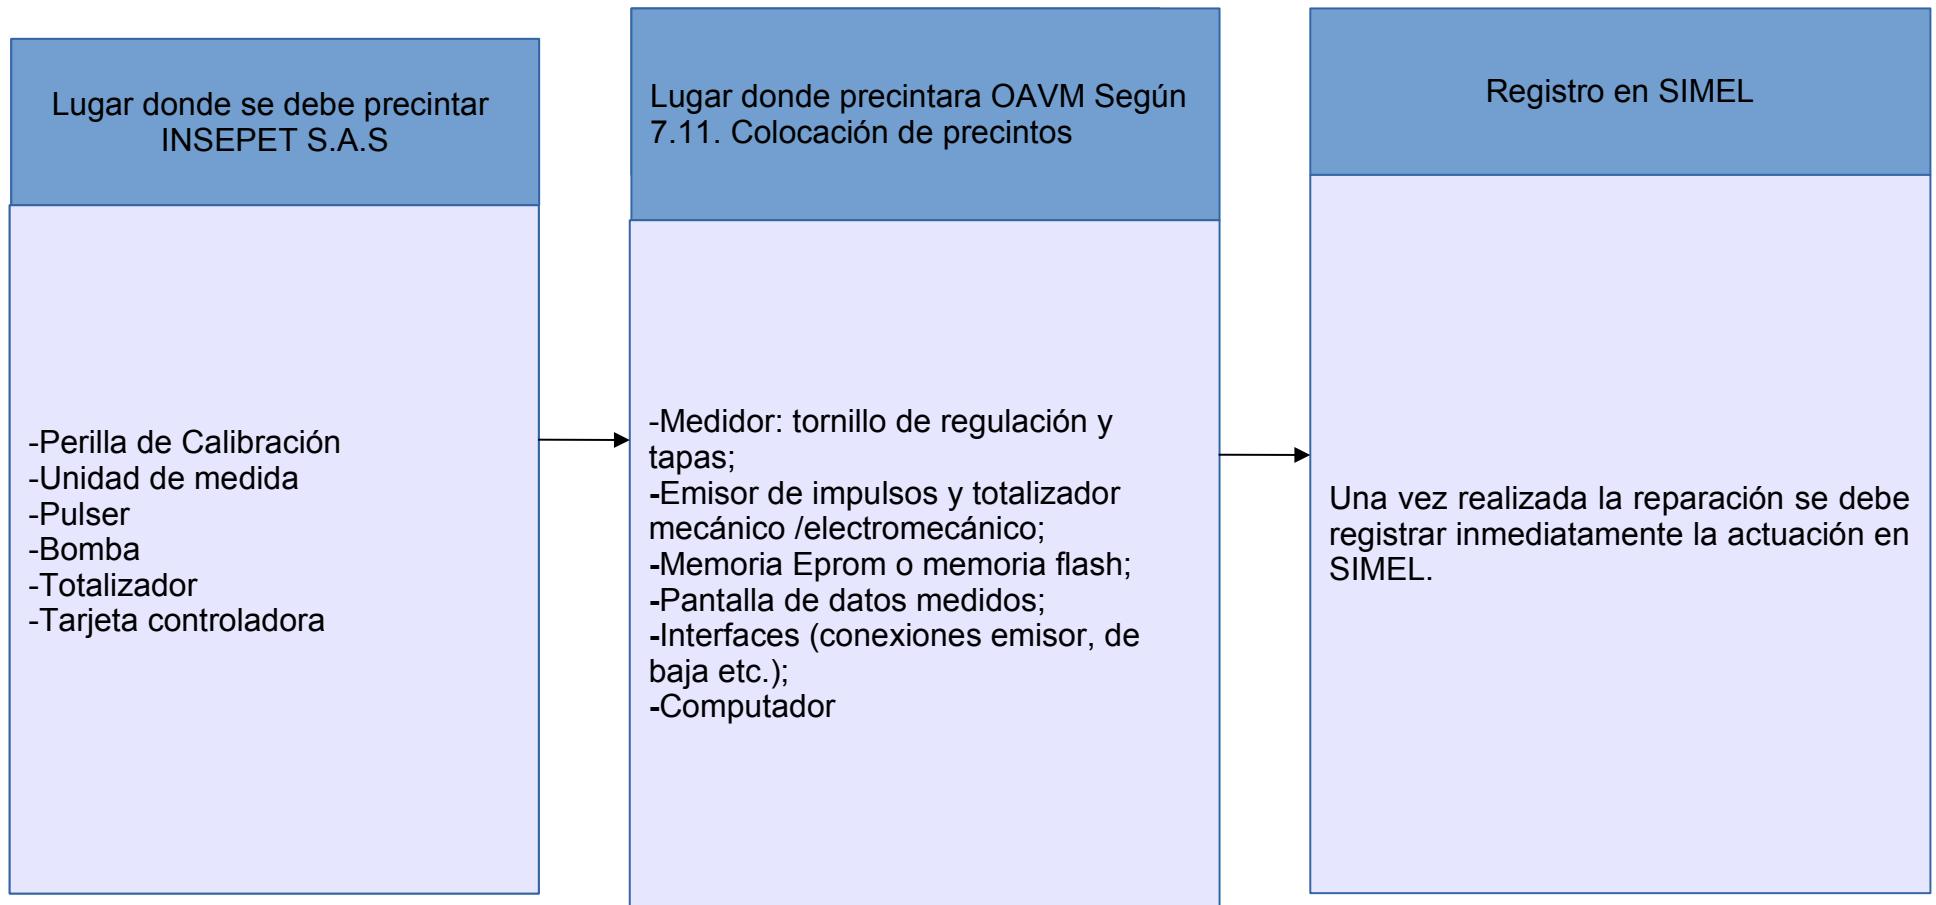 Lugar donde se debe precintar
INSEPET S.A.S
-Perilla de Calibración
-Unidad de medida
-Pulser
-Bomba
-Totalizador
-Tarjeta controladora
Lugar donde precintara OAVM Según
7.11. Colocación de precintos
-Medidor: tornillo de regulación y
tapas;
-Emisor de impulsos y totalizador
mecánico /electromecánico;
-Memoria Eprom o memoria flash;
-Pantalla de datos medidos;
-Interfaces (conexiones emisor, de
baja etc.);
-Computador
Registro en SIMEL
Una vez realizada la reparación se debe
registrar inmediatamente la actuación en
SIMEL.